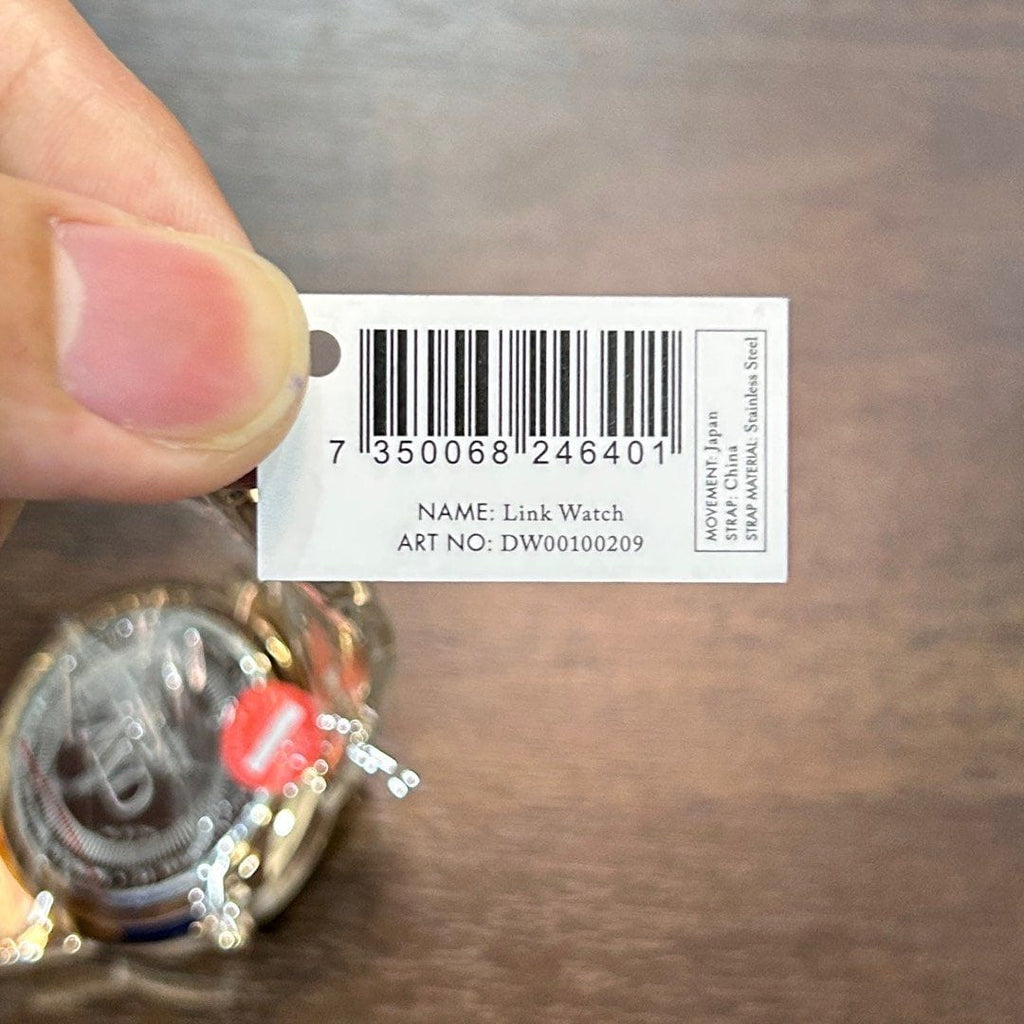 7 350068 246401
NAME: Link Watch
ART NO: DW00100209
MOVEMENT: Japan
STRAP: China
STRAP MATERIAL: Stainless Steel